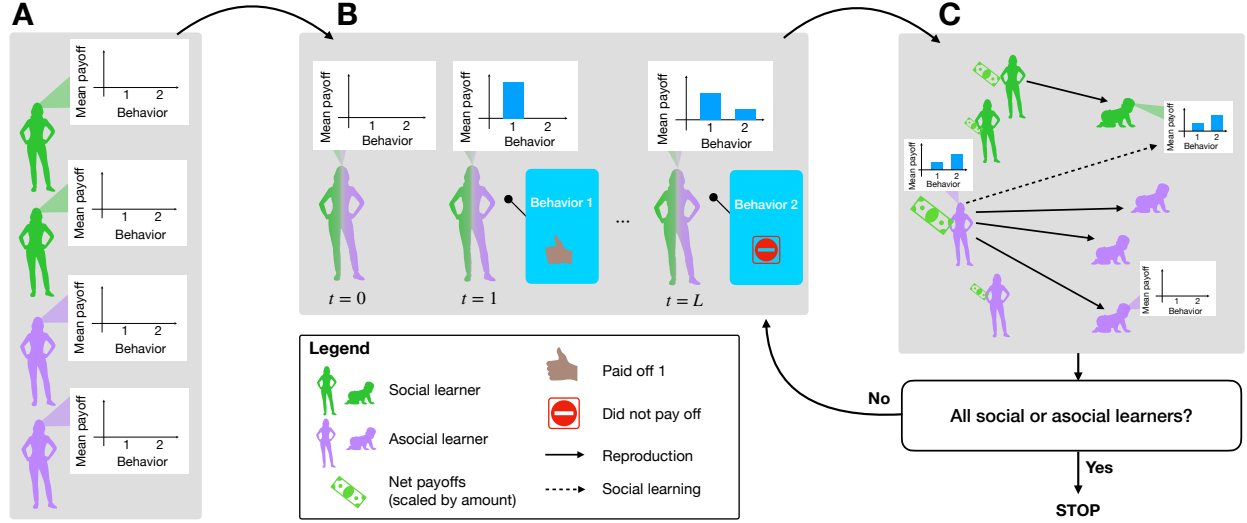 A
Mean payoff
1 2
Behavior
Mean payoff
1 2
Behavior
Mean payoff
1 2
Behavior
Mean payoff
1 2
Behavior
B
Mean payoff
1 2
Behavior
Mean payoff
1 2
Behavior
Mean payoff
1 2
Behavior
Behavior 1
...
Behavior 2
t = 0
t = 1
t = L
C
Mean payoff
1 2
Behavior
Mean payoff
1 2
Behavior
Mean payoff
1 2
Behavior
Legend
Social learner
Asocial learner
Net payoffs
(scaled by amount)
Paid off 1
Did not pay off
Reproduction
Social learning
No
All social or asocial learners?
Yes
STOP